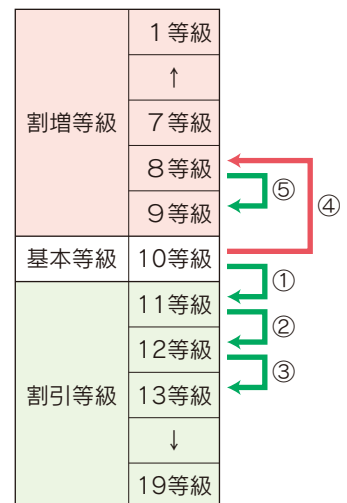 割増等級
1等級
↑
7等級
8等級
9等級
⑤
④
基本等級
10等級
①
割引等級
11等級
②
12等級
③
13等級
↓
19等級